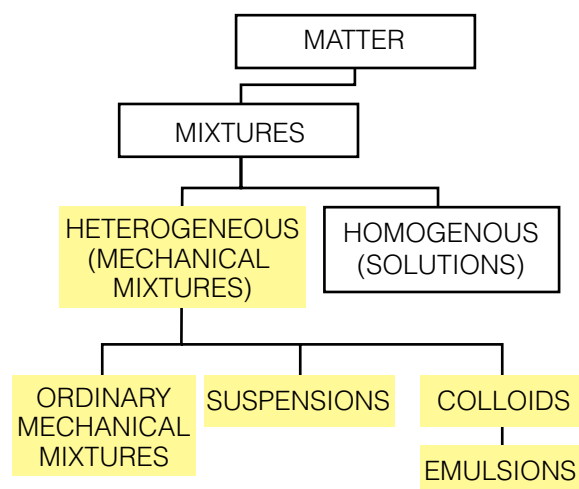 MATTER
MIXTURES
HETEROGENEOUS
(MECHANICAL
MIXTURES)
HOMOGENOUS
(SOLUTIONS)
ORDINARY
MECHANICAL
MIXTURES
SUSPENSIONS
COLLOIDS
EMULSIONS